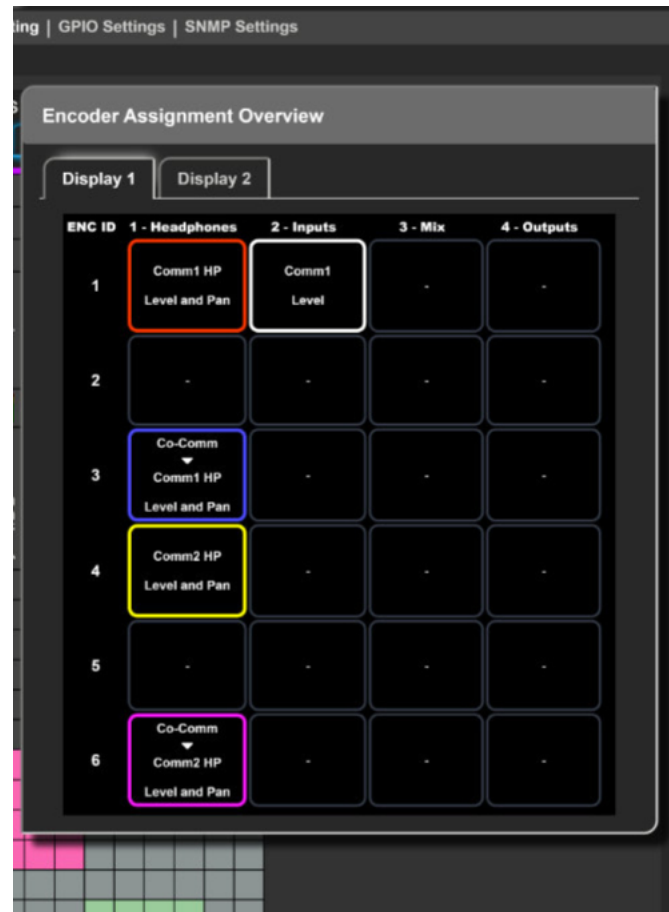 ing | GPIO Settings | SNMP Settings
Encoder Assignment Overview
Display 1 Display 2
ENC ID 1 - Headphones 2 - Inputs 3 - Mix 4 - Outputs
1 Comm1 HP Level and Pan Comm1 Level - -
2 - - - -
3 Co-Comm Comm1 HP Level and Pan - - -
4 Comm2 HP Level and Pan - - -
5 - - - -
6 Co-Comm Comm2 HP Level and Pan - - -